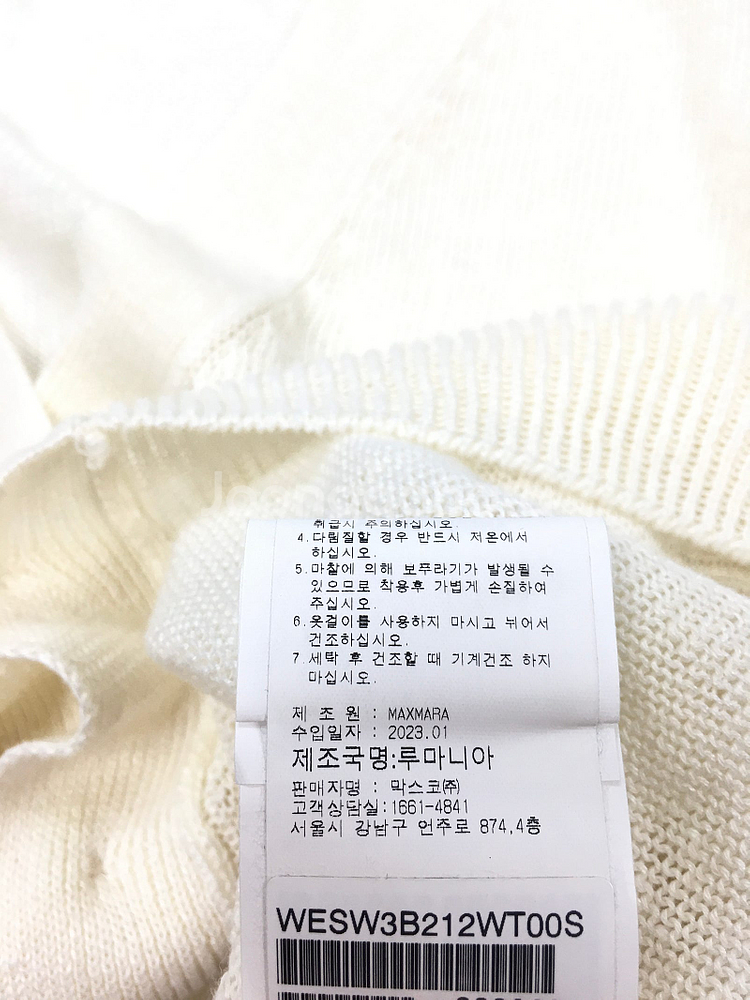 취급시 주의하십시오.
4.다림질할 경우 반드시 저온에서
하십시오.
5.마찰에 의해 보푸라기가 발생될 수
있으므로 착용후 가볍게 손질하여
주십시오.
6.옷걸이를 사용하지 마시고 뉘어서
건조하십시오.
7.세탁 후 건조할 때 기계건조 하지
마십시오.
제 조 원 : MAXMARA
수입일자 : 2023.01
제조국명:루마니아
판매자명 : 막스코㈜
고객상담실:1661-4841
서울시 강남구 언주로 874,4층
WESW3B212WT00S